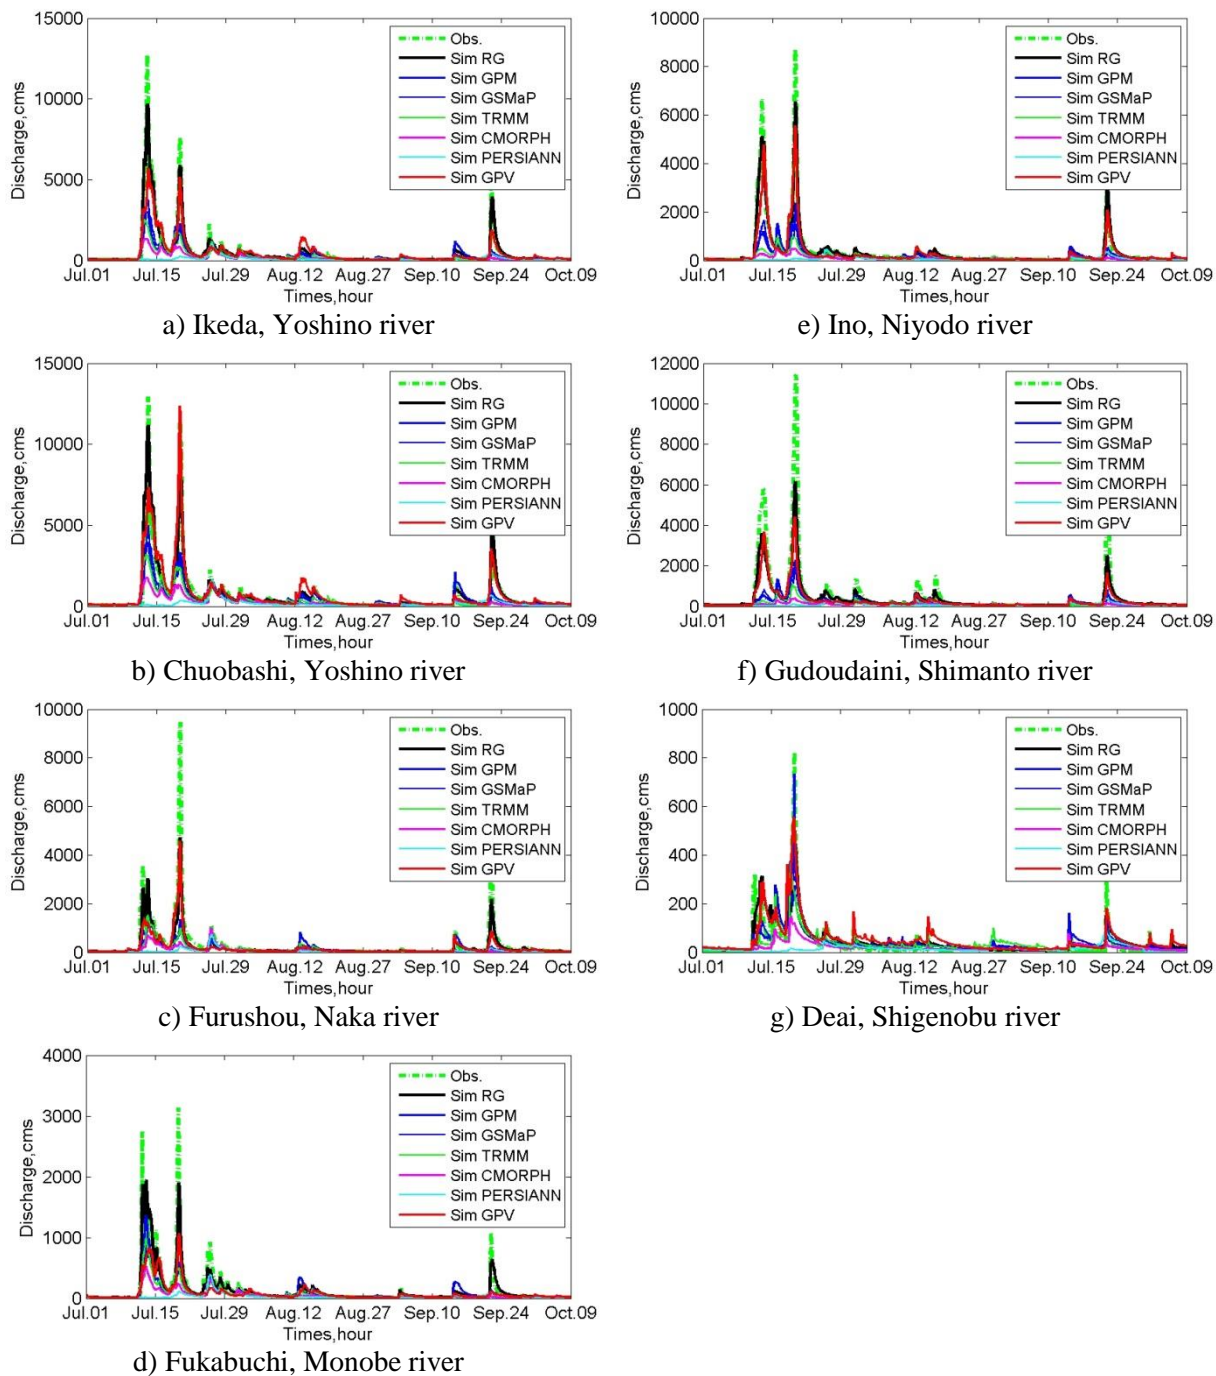 15000
10000
5000
0
Discharge,cms
Obs.
Sim RG
Sim GPM
Sim GSMaP
Sim TRMM
Sim CMORPH
Sim PERSIANN
Sim GPV
Jul.01 Jul.15 Jul.29 Aug.12 Aug.27 Sep.10 Sep.24 Oct.09
Times,hour
a) Ikeda, Yoshino river
10000
8000
6000
4000
2000
0
Discharge,cms
Obs.
Sim RG
Sim GPM
Sim GSMaP
Sim TRMM
Sim CMORPH
Sim PERSIANN
Sim GPV
Jul.01 Jul.15 Jul.29 Aug.12 Aug.27 Sep.10 Sep.24 Oct.09
Times,hour
e) Ino, Niyodo river
15000
10000
5000
0
Discharge,cms
Obs.
Sim RG
Sim GPM
Sim GSMaP
Sim TRMM
Sim CMORPH
Sim PERSIANN
Sim GPV
Jul.01 Jul.15 Jul.29 Aug.12 Aug.27 Sep.10 Sep.24 Oct.09
Times,hour
b) Chuobashi, Yoshino river
12000
10000
8000
6000
4000
2000
0
Discharge,cms
Obs.
Sim RG
Sim GPM
Sim GSMaP
Sim TRMM
Sim CMORPH
Sim PERSIANN
Sim GPV
Jul.01 Jul.15 Jul.29 Aug.12 Aug.27 Sep.10 Sep.24 Oct.09
Times,hour
f) Gudoudaini, Shimanto river
10000
8000
6000
4000
2000
0
Discharge,cms
Obs.
Sim RG
Sim GPM
Sim GSMaP
Sim TRMM
Sim CMORPH
Sim PERSIANN
Sim GPV
Jul.01 Jul.15 Jul.29 Aug.12 Aug.27 Sep.10 Sep.24 Oct.09
Times,hour
c) Furushou, Naka river
1000
800
600
400
200
0
Discharge,cms
Obs.
Sim RG
Sim GPM
Sim GSMaP
Sim TRMM
Sim CMORPH
Sim PERSIANN
Sim GPV
Jul.01 Jul.15 Jul.29 Aug.12 Aug.27 Sep.10 Sep.24 Oct.09
Times,hour
g) Deai, Shigenobu river
4000
3000
2000
1000
0
Discharge,cms
Obs.
Sim RG
Sim GPM
Sim GSMaP
Sim TRMM
Sim CMORPH
Sim PERSIANN
Sim GPV
Jul.01 Jul.15 Jul.29 Aug.12 Aug.27 Sep.10 Sep.24 Oct.09
Times,hour
d) Fukabuchi, Monobe river